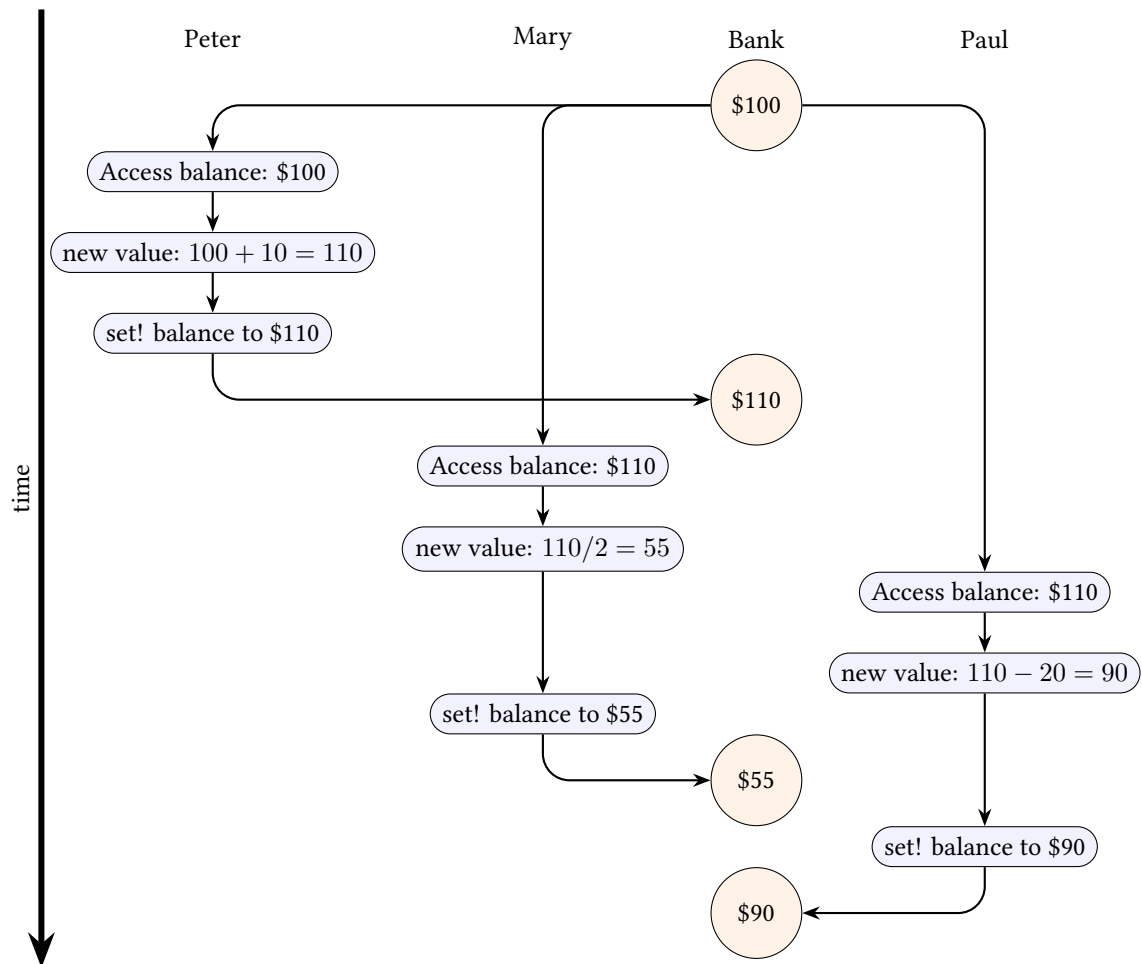 Peter
Mary
Bank
Paul
$100
Access balance: $100
new value: 100 + 10 = 110
set! balance to $110
$110
Access balance: $110
time
new value: 110/2 = 55
Access balance: $110
new value: 110 − 20 = 90
set! balance to $55
$55
set! balance to $90
$90